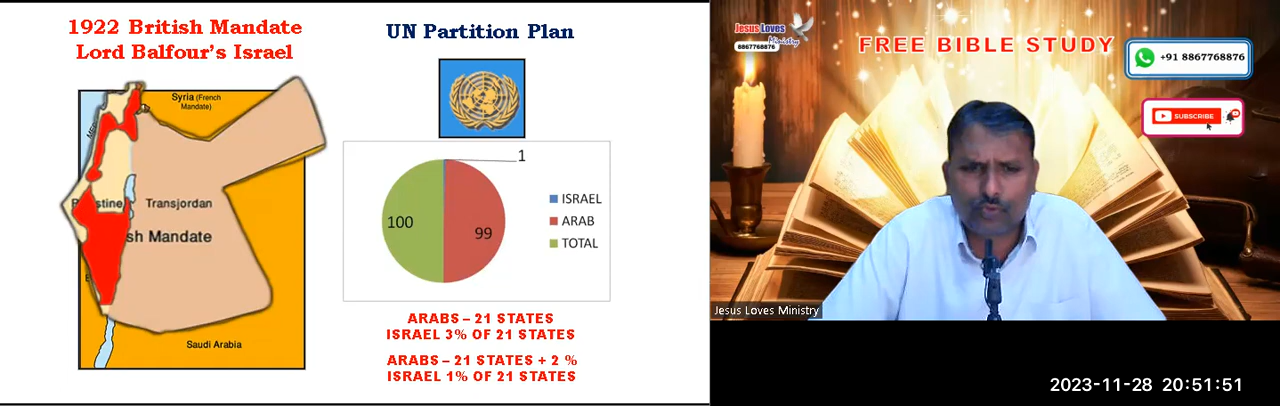 1922 British Mandate
Lord Balfour's Israel
Syria (French
Mandate)
Transjordan
sh Mandate
Saudi Arabia
UN Partition Plan
1
100
99
ISRAEL
ARAB
TOTAL
ARABS – 21 STATES
ISRAEL 3% OF 21 STATES
ARABS – 21 STATES + 2 %
ISRAEL 1% OF 21 STATES
Jesus Loves
Ministry
8867768876
FREE BIBLE STUDY
+91 8867768876
SUBSCRIBE
Jesus Loves Ministry
2023-11-28 20:51:51